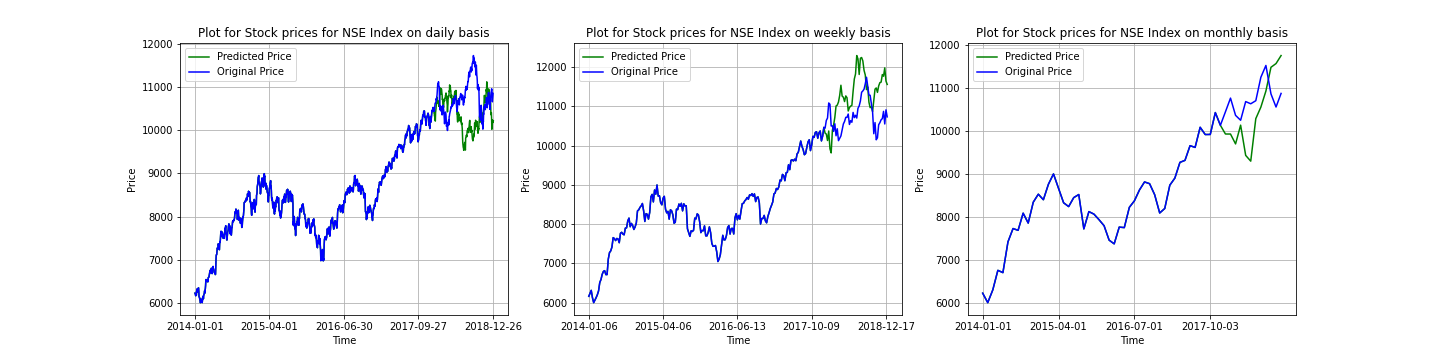 Plot for Stock prices for NSE Index on daily basis
Predicted Price
Original Price
12000
11000
10000
9000
8000
7000
6000
Price
2014-01-01 2015-04-01 2016-06-30 2017-09-27 2018-12-26
Time
Plot for Stock prices for NSE Index on weekly basis
Predicted Price
Original Price
12000
11000
10000
9000
8000
7000
6000
Price
2014-01-06 2015-04-06 2016-06-13 2017-10-09 2018-12-17
Time
Plot for Stock prices for NSE Index on monthly basis
Predicted Price
Original Price
12000
11000
10000
9000
8000
7000
6000
Price
2014-01-01 2015-04-01 2016-07-01 2017-10-03
Time